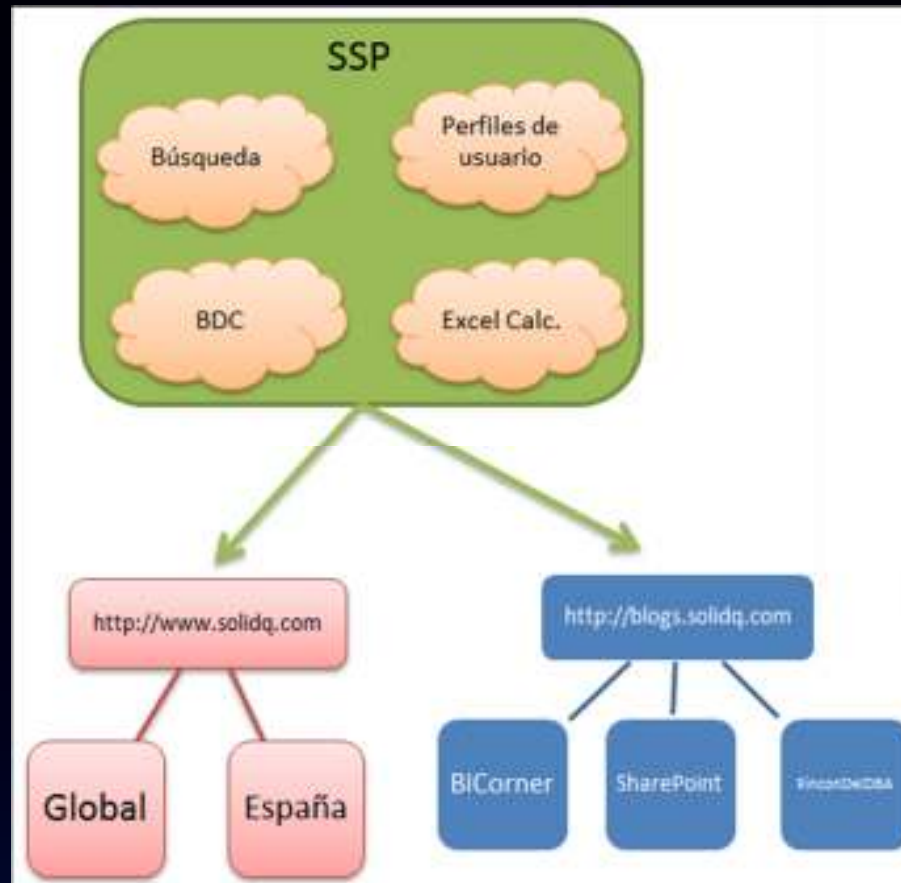 SSP
Búsqueda
Perfiles de
usuario
BDC
Excel Calc.
http://www.solidq.com
http://blogs.solidq.com
Global
España
BICorner
SharePoint
RinconDelDBA